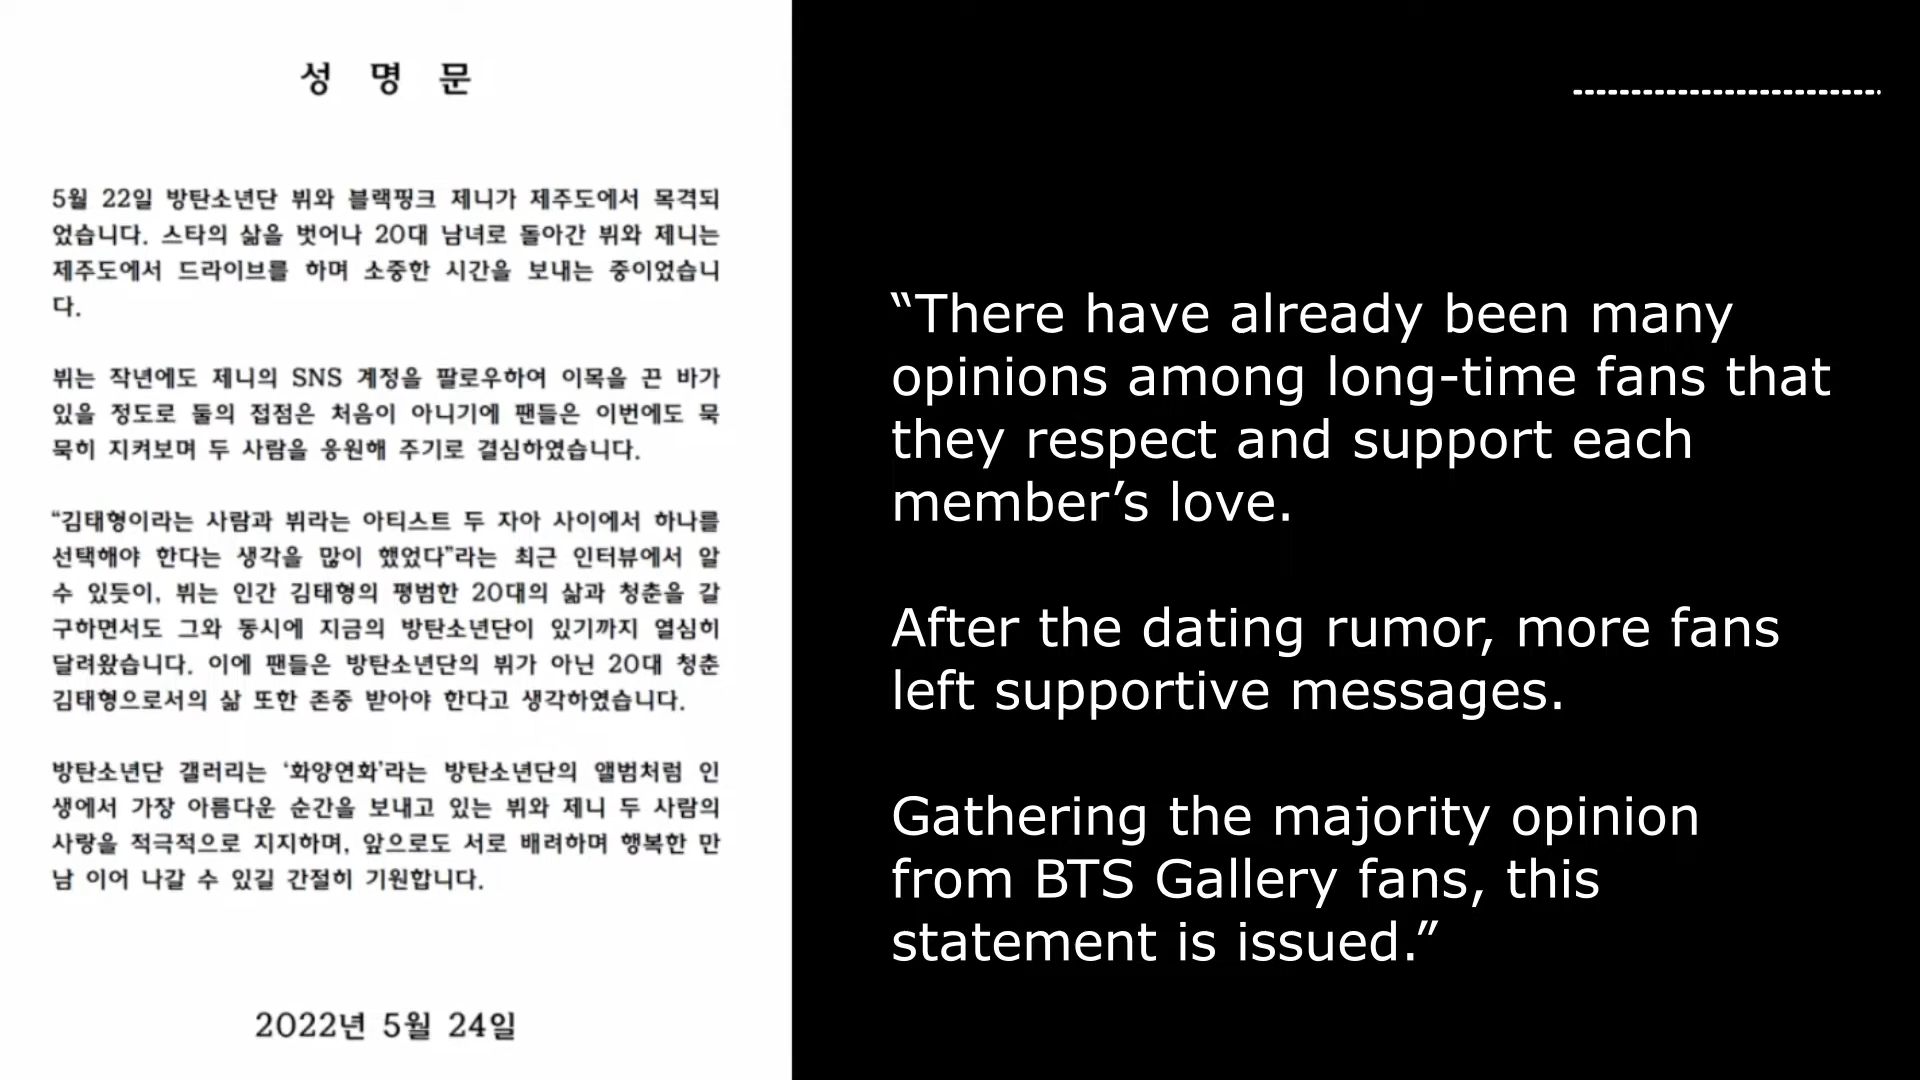 성 명 문
5월 22일 방탄소년단 뷔와 블랙핑크 제니가 제주도에서 목격되
었습니다. 스타의 삶을 벗어나 20대 남녀로 돌아간 뷔와 제니는
제주도에서 드라이브를 하며 소중한 시간을 보내는 중이었습니
다.
뷔는 작년에도 제니의 SNS 계정을 팔로우하여 이목을 끈 바가
있을 정도로 둘의 접점은 처음이 아니기에 팬들은 이번에도 묵
묵히 지켜보며 두 사람을 응원해 주기로 결심하였습니다.
“김태형이라는 사람과 뷔라는 아티스트 두 자아 사이에서 하나를
선택해야 한다는 생각을 많이 했었다”라는 최근 인터뷰에서 알
수 있듯이, 뷔는 인간 김태형의 평범한 20대의 삶과 청춘을 갈
구하면서도 그와 동시에 지금의 방탄소년단이 있기까지 열심히
달려왔습니다. 이에 팬들은 방탄소년단의 뷔가 아닌 20대 청춘
김태형으로서의 삶 또한 존중 받아야 한다고 생각하였습니다.
방탄소년단 갤러리는 ‘화양연화’라는 방탄소년단의 앨범처럼 인
생에서 가장 아름다운 순간을 보내고 있는 뷔와 제니 두 사람의
사랑을 적극적으로 지지하며, 앞으로도 서로 배려하며 행복한 만
남 이어 나갈 수 있길 간절히 기원합니다.
2022년 5월 24일
“There have already been many
opinions among long-time fans that
they respect and support each
member’s love.
After the dating rumor, more fans
left supportive messages.
Gathering the majority opinion
from BTS Gallery fans, this
statement is issued.”